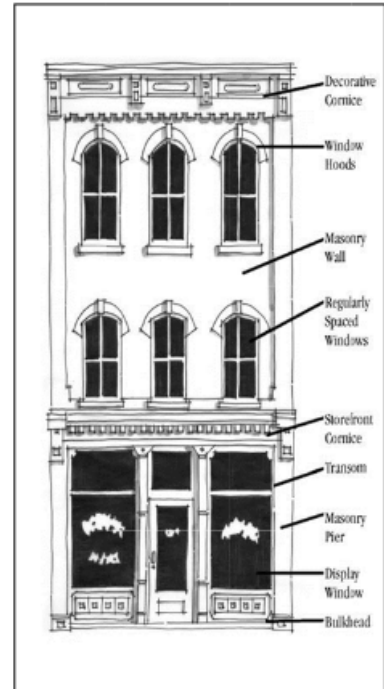 Decorative
Cornice
Window
Hoods
Masonry
Wall
Regularly
Spaced
Windows
Storefront
Cornice
Transom
Masonry
Pier
Display
Window
Bulkhead